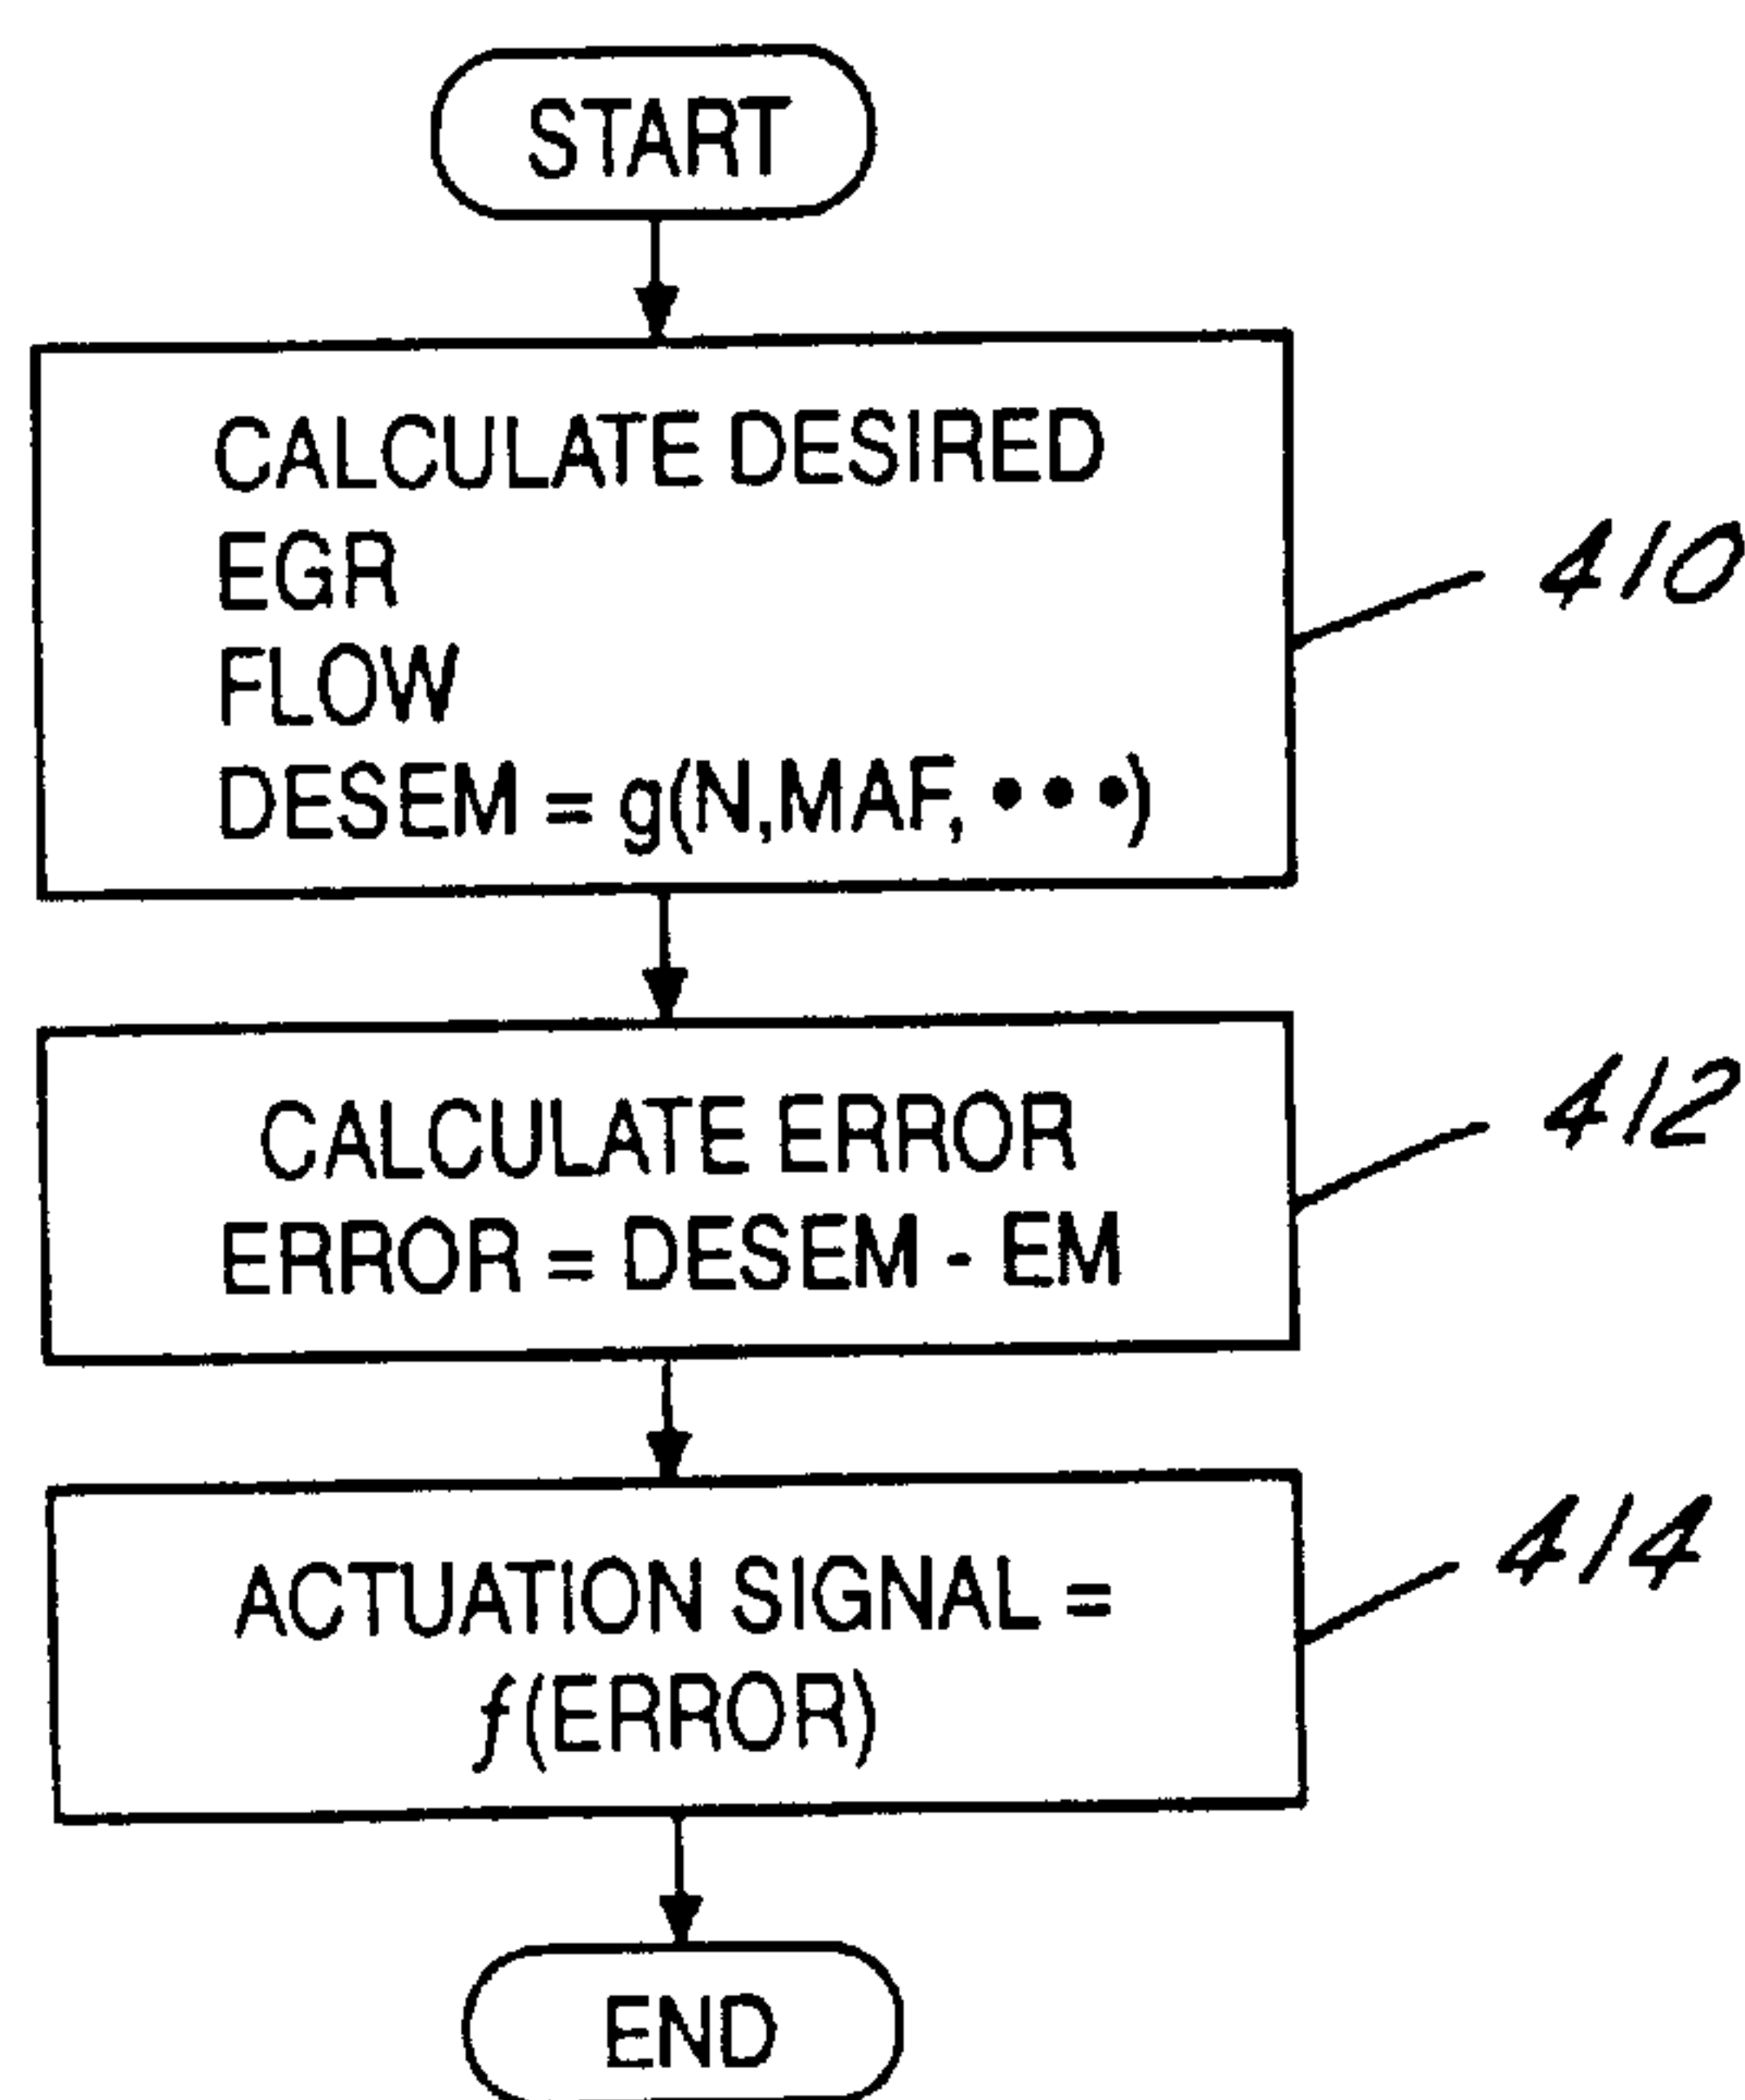 START
CALCULATE DESIRED
EGR
FLOW
DESEM = g(N,MAF, •••)
410
CALCULATE ERROR
ERROR = DESEM - EM
412
ACTUATION SIGNAL =
f(ERROR)
414
END